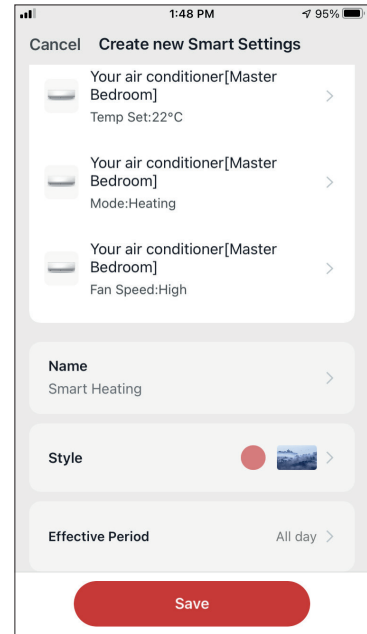 1:48 PM
95%
Cancel Create new Smart Settings
Your air conditioner[Master
Bedroom]
Temp Set:22°C
Your air conditioner[Master
Bedroom]
Mode:Heating
Your air conditioner[Master
Bedroom]
Fan Speed:High
Name
Smart Heating
Style
Effective Period All day
Save